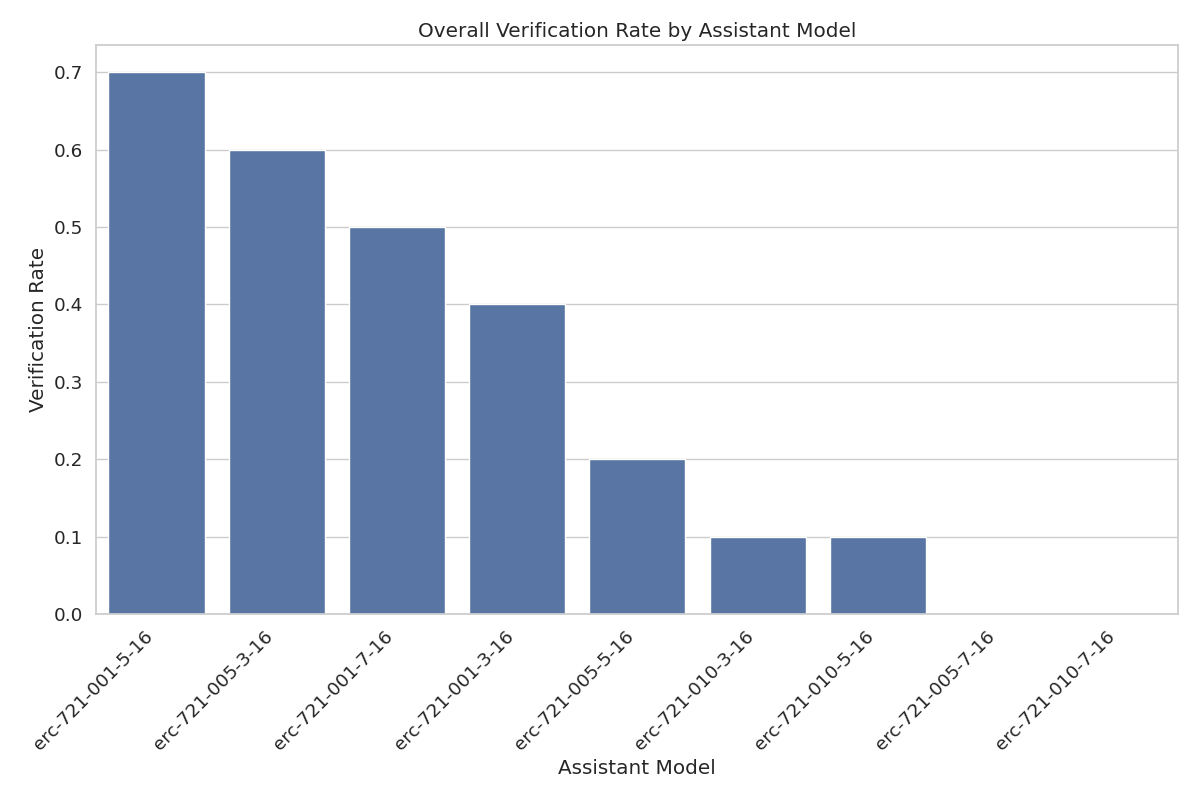 Overall Verification Rate by Assistant Model
Verification Rate
0.7
0.6
0.5
0.4
0.3
0.2
0.1
0.0
erc-721-001-5-16
erc-721-005-3-16
erc-721-001-7-16
erc-721-001-3-16
erc-721-005-5-16
erc-721-010-3-16
erc-721-010-5-16
erc-721-005-7-16
erc-721-010-7-16
Assistant Model